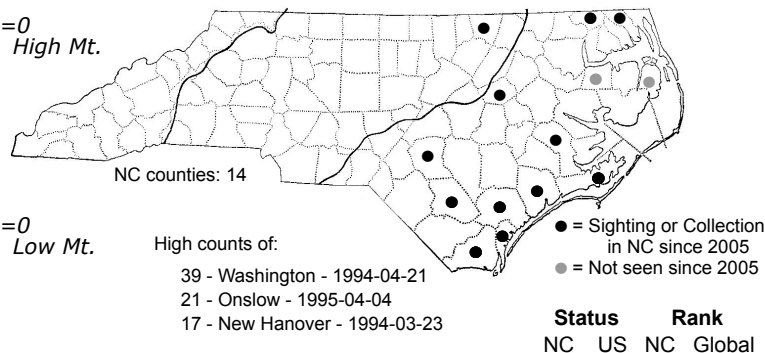 =0
High Mt.
NC counties: 14
=0
Low Mt.
High counts of:
39 - Washington - 1994-04-21
21 - Onslow - 1995-04-04
17 - New Hanover - 1994-03-23
● = Sighting or Collection
in NC since 2005
● = Not seen since 2005
Status Rank
NC US NC Global